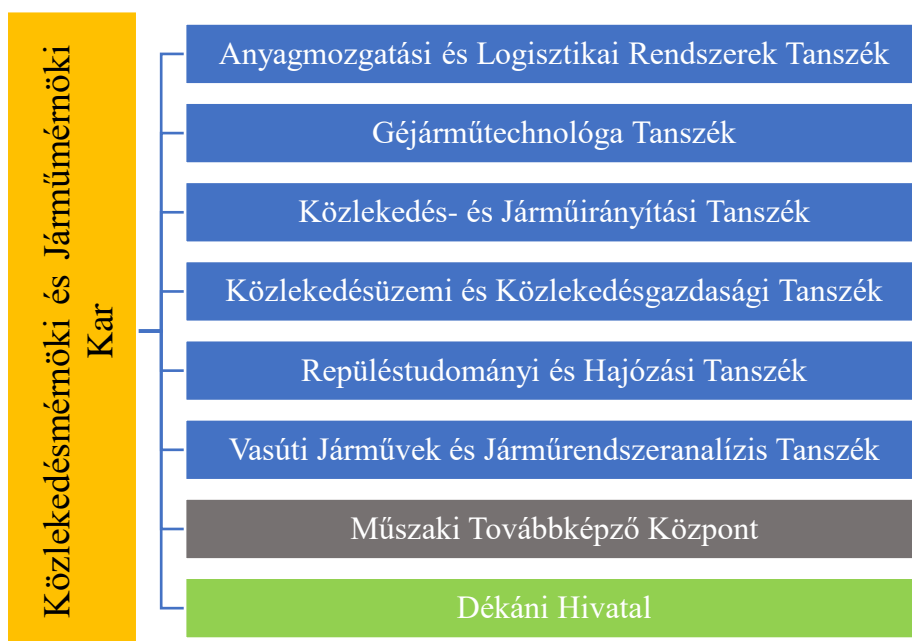 Közlekedésmérnöki és Járműmérnöki
Kar
Anyagmozgatási és Logisztikai Rendszerek Tanszék
Géjárműtechnológa Tanszék
Közlekedés- és Járműirányítási Tanszék
Közlekedésüzemi és Közlekedésgazdasági Tanszék
Repüléstudományi és Hajózási Tanszék
Vasúti Járművek és Járműrendszeranalízis Tanszék
Műszaki Továbbképző Központ
Dékáni Hivatal